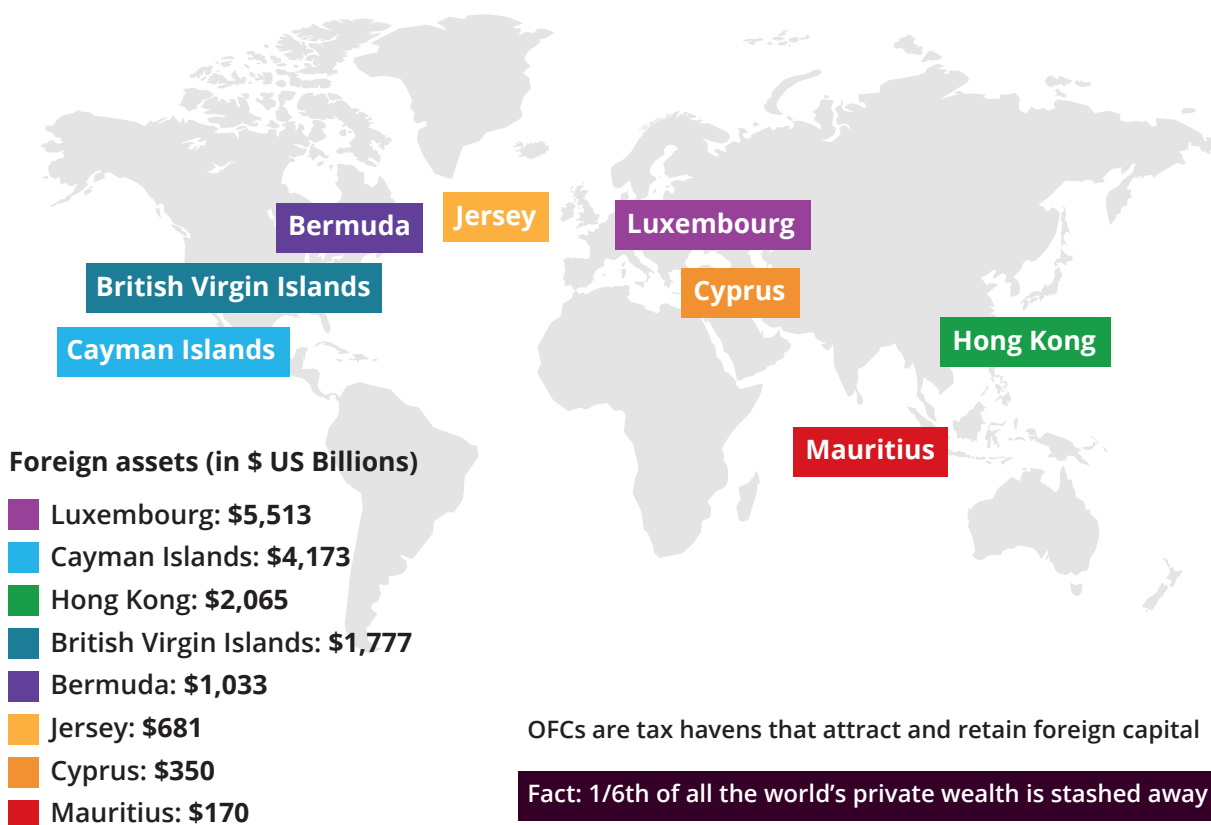 Bermuda
Jersey
Luxembourg
British Virgin Islands
Cyprus
Cayman Islands
Hong Kong
Mauritius
Foreign assets (in $ US Billions)
Luxembourg: $5,513
Cayman Islands: $4,173
Hong Kong: $2,065
British Virgin Islands: $1,777
Bermuda: $1,033
Jersey: $681
Cyprus: $350
Mauritius: $170
OFCs are tax havens that attract and retain foreign capital
Fact: 1/6th of all the world’s private wealth is stashed away